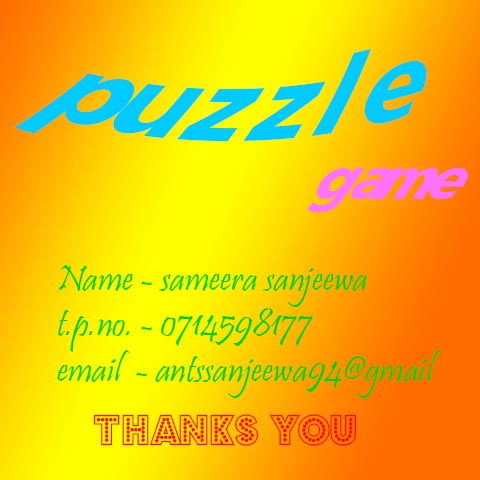 puzzle
game
Name - sameera sanjeewa
t.p.no. - 0714598177
email - antssanjeewa94@gmail
THANKS YOU